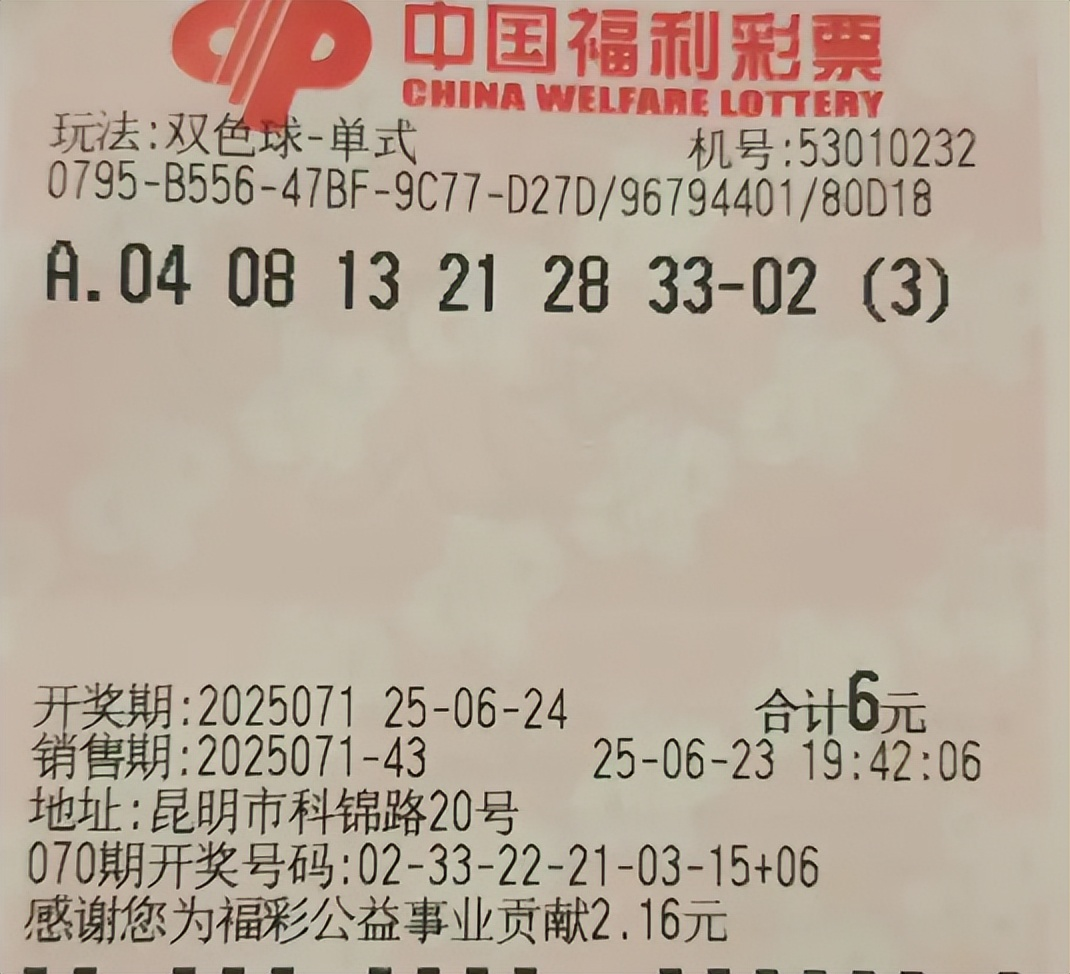 中国福利彩票
CHINA WELFARE LOTTERY
玩法:双色球-单式 机号:53010232
0795-B556-47BF-9C77-D27D/96794401/80D18
A.04 08 13 21 28 33-02 (3)
开奖期:2025071 25-06-24 合计6元
销售期:2025071-43 25-06-23 19:42:06
地址:昆明市科锦路20号
070期开奖号码:02-33-22-21-03-15+06
感谢您为福彩公益事业贡献2.16元